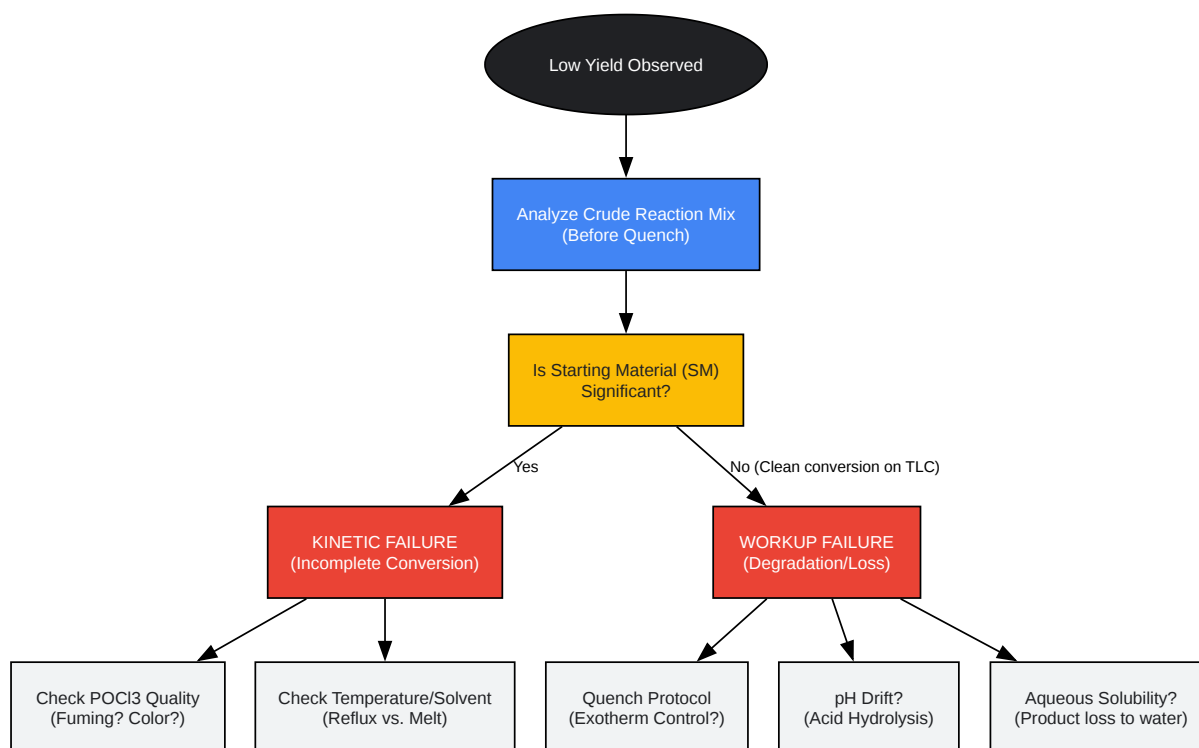 Low Yield Observed
Analyze Crude Reaction Mix
(Before Quench)
Is Starting Material (SM)
Significant?
Yes
No (Clean conversion on TLC)
KINETIC FAILURE
(Incomplete Conversion)
WORKUP FAILURE
(Degradation/Loss)
Check POCl3 Quality
(Fuming? Color?)
Check Temperature/Solvent
(Reflux vs. Melt)
Quench Protocol
(Exotherm Control?)
pH Drift?
(Acid Hydrolysis)
Aqueous Solubility?
(Product loss to water)